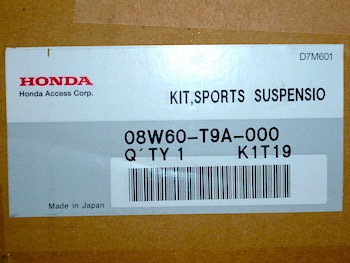 D7M601
HONDA
Honda Access Corp.
KIT,SPORTS SUSPENSIO
08W60-T9A-000
Q'TY 1 K1T19
Made in Japan